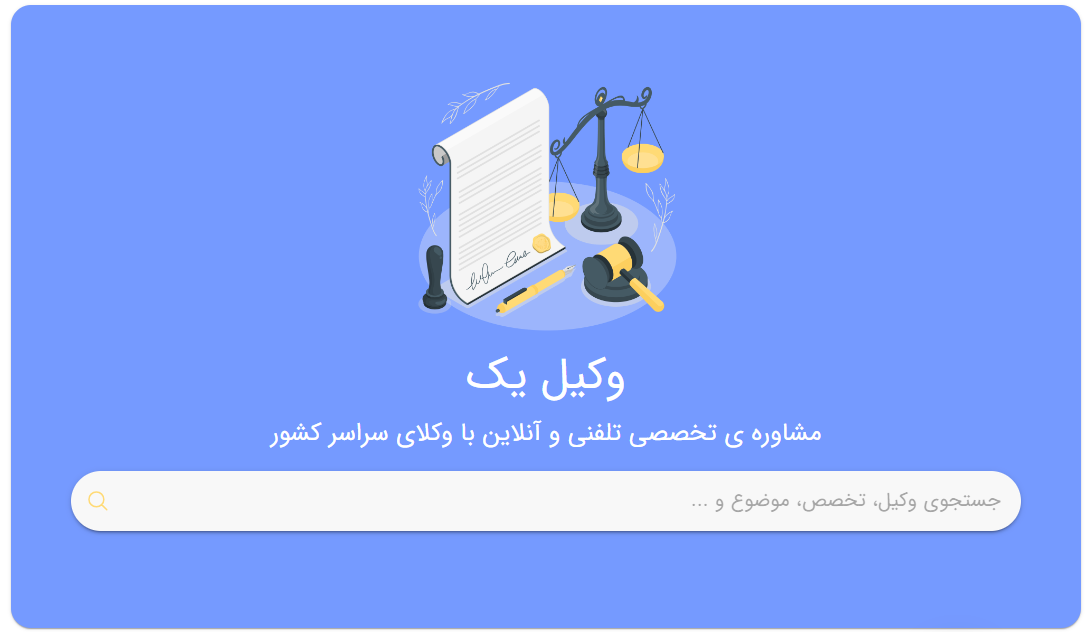 وکیل یک
مشاوره ی تخصصی تلفنی و آنلاین با وکلای سراسر کشور
جستجوی وکیل، تخصص، موضوع و ...